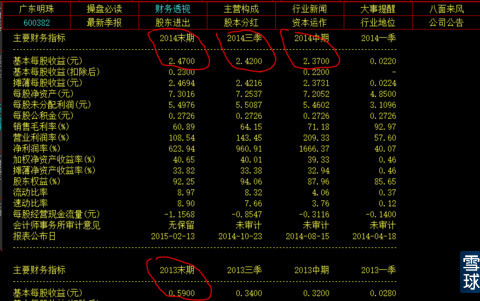 广东明珠 操盘必读 财务透视 主营构成 行业新闻 大事提醒 八面来风
600382 最新季报 股东进出 股本分红 资本运作 行业地位 公司公告
主要财务指标 2014末期 2014三季 2014中期 2014一季
基本每股收益(元) 2.4700 2.4200 2.3700 0.0220
基本每股收益(扣除后) 0.2300 - 0.2200 -
摊薄每股收益(元) 2.4694 2.4216 2.3731 0.0224
每股净资产(元) 7.3016 7.2537 7.2052 4.8500
每股未分配利润(元) 5.4976 5.5087 5.4602 3.1096
每股公积金(元) 0.2726 0.2726 0.2726 0.2726
销售毛利率(%) 60.89 64.15 71.18 92.97
营业利润率(%) 108.54 143.45 209.33 57.60
净利润率(%) 623.94 960.91 1666.37 40.07
加权净资产收益率(%) 40.65 40.01 39.33 0.46
摊薄净资产收益率(%) 33.82 33.38 32.94 0.46
股东权益(%) 92.25 94.06 87.96 85.65
流动比率(%) 8.97 8.32 4.06 0.37
速动比率(%) 8.90 7.66 3.76 0.12
每股经营现金流量(元) -1.1568 -0.8547 -0.3116 -0.1400
会计师事务所审计意见 无保留 未审计 未审计 未审计
报表公布日 2015-02-13 2014-10-23 2014-08-15 2014-04-18
主要财务指标 2013末期 2013三季 2013中期 2013一季
基本每股收益(元) 0.5900 0.3400 0.3200 0.0280
雪球